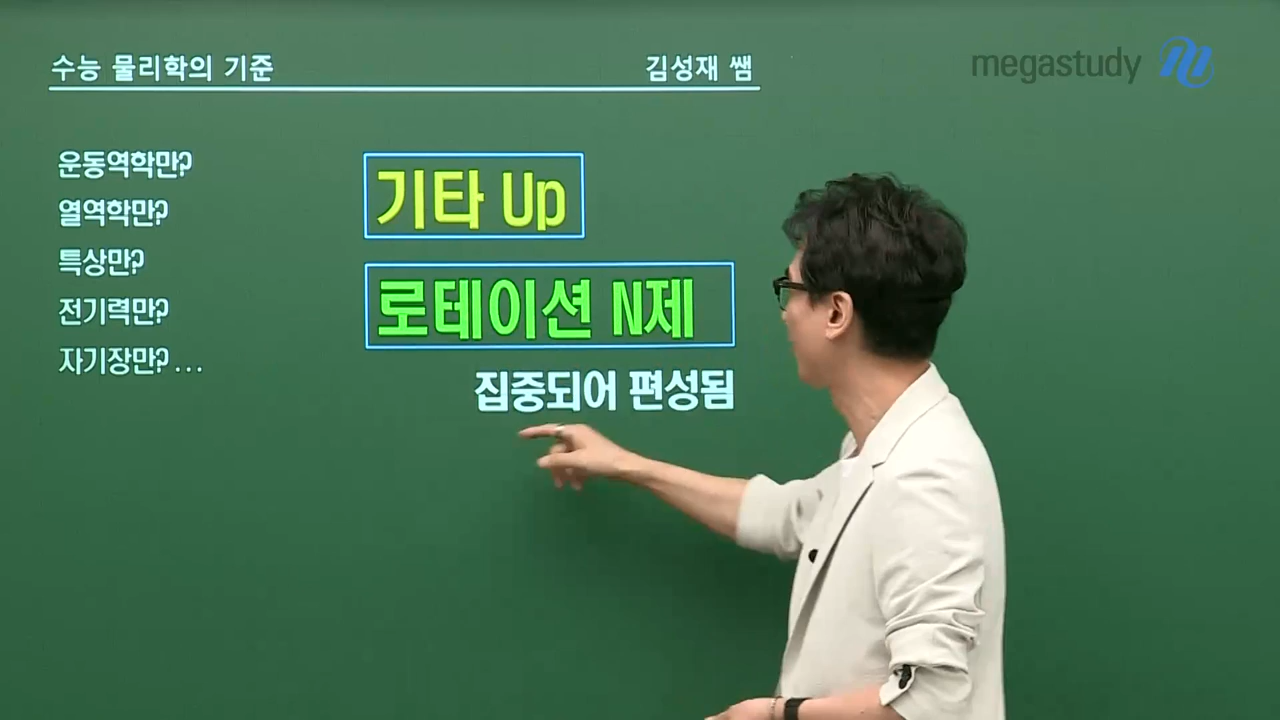 수능 물리학의 기준 김성재 쌤
megastudy
운동역학만?
열역학만?
특상만?
전기력만?
자기장만? ...
기타 Up
로테이션 N제
집중되어 편성됨